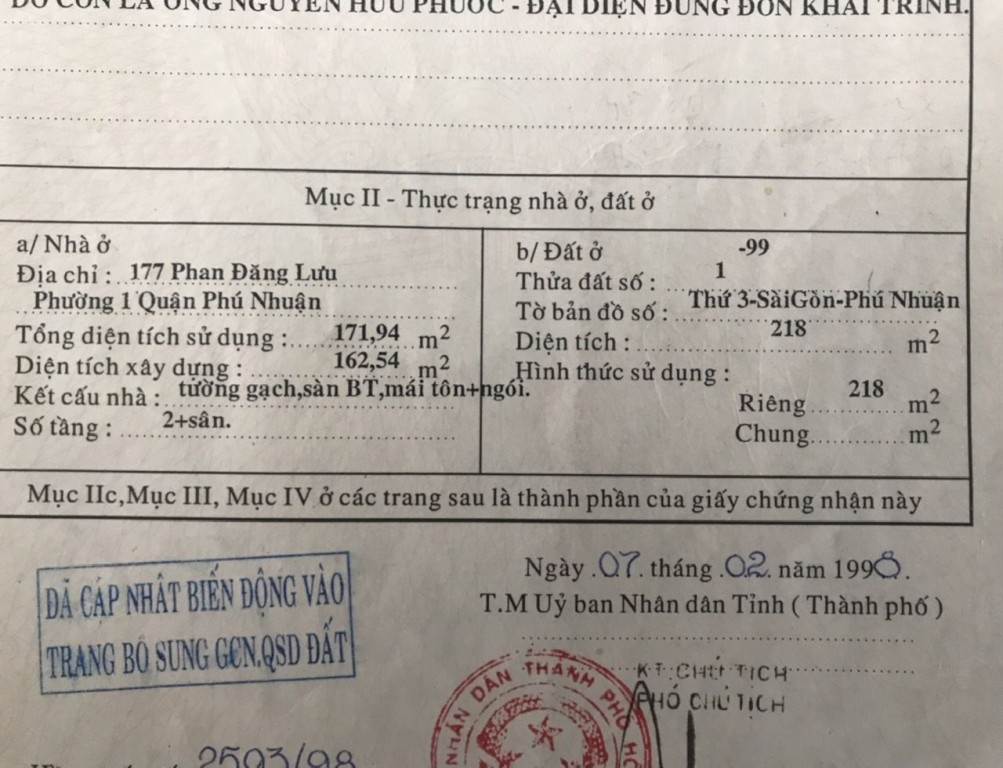 DO CON LÀ ÔNG NGUYỄN HỮU PHƯỚC - ĐẠI DIỆN ĐỨNG ĐƠN KHAI TRÌNH.
Mục II - Thực trạng nhà ở, đất ở
a/ Nhà ở
Địa chỉ : 177 Phan Đăng Lưu
Phường 1 Quận Phú Nhuận
Tổng diện tích sử dụng : 171,94 m2
Diện tích xây dựng : 162,54 m2
Kết cấu nhà : tường gạch,sàn BT,mái tôn+ngói.
Số tầng : 2+sân.
b/ Đất ở -99
Thửa đất số : 1
Tờ bản đồ số : Thứ 3-SàiGòn-Phú Nhuận
Diện tích : 218 m2
Hình thức sử dụng :
Riêng 218 m2
Chung m2
Mục IIc,Mục III, Mục IV ở các trang sau là thành phần của giấy chứng nhận này
Ngày 07 tháng 02 năm 1998.
T.M Uỷ ban Nhân dân Tỉnh ( Thành phố )
KT CHỦ TỊCH
PHÓ CHỦ TỊCH
ĐÃ CẬP NHẬT BIẾN ĐỘNG VÀO
TRANG BỔ SUNG GCN.QSD ĐẤT
NHÂN DÂN THÀNH PHỐ HỒ
2593/98